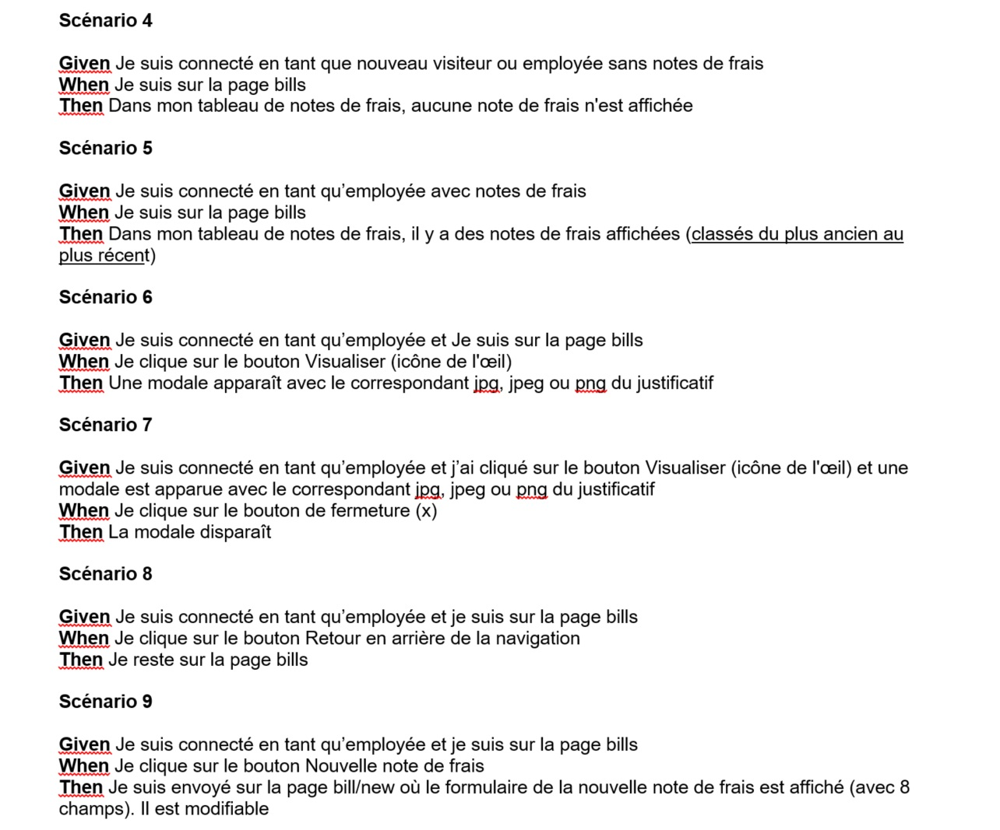 Scénario 4
Given Je suis connecté en tant que nouveau visiteur ou employée sans notes de frais
When Je suis sur la page bills
Then Dans mon tableau de notes de frais, aucune note de frais n'est affichée
Scénario 5
Given Je suis connecté en tant qu’employée avec notes de frais
When Je suis sur la page bills
Then Dans mon tableau de notes de frais, il y a des notes de frais affichées (classés du plus ancien au
plus récent)
Scénario 6
Given Je suis connecté en tant qu’employée et Je suis sur la page bills
When Je clique sur le bouton Visualiser (icône de l'œil)
Then Une modale apparaît avec le correspondant jpg, jpeg ou png du justificatif
Scénario 7
Given Je suis connecté en tant qu’employée et j’ai cliqué sur le bouton Visualiser (icône de l'œil) et une
modale est apparue avec le correspondant jpg, jpeg ou png du justificatif
When Je clique sur le bouton de fermeture (x)
Then La modale disparaît
Scénario 8
Given Je suis connecté en tant qu’employée et je suis sur la page bills
When Je clique sur le bouton Retour en arrière de la navigation
Then Je reste sur la page bills
Scénario 9
Given Je suis connecté en tant qu’employée et je suis sur la page bills
When Je clique sur le bouton Nouvelle note de frais
Then Je suis envoyé sur la page bill/new où le formulaire de la nouvelle note de frais est affiché (avec 8
champs). Il est modifiable